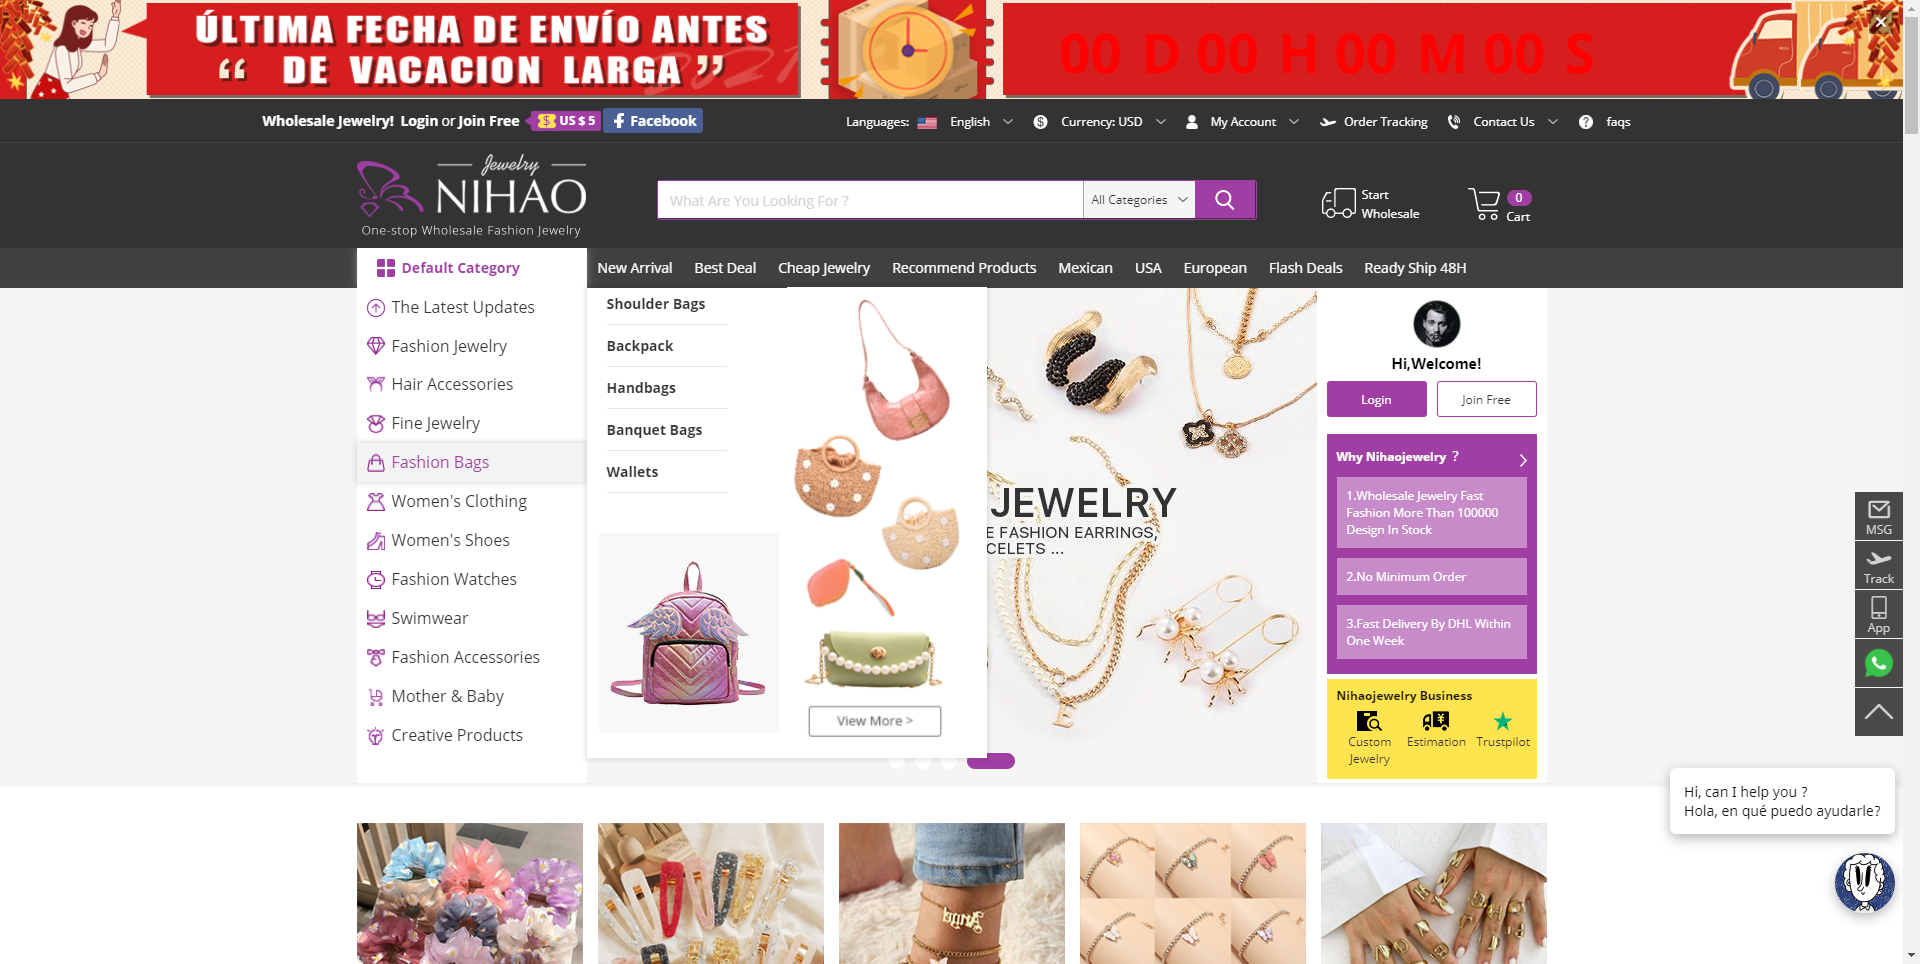 ÚLTIMA FECHA DE ENVÍO ANTES
“ DE VACACION LARGA ”
00 D 00 H 00 M 00 S
Wholesale Jewelry! Login or Join Free US $ 5 Facebook
Languages: English Currency: USD My Account Order Tracking Contact Us faqs
Jewelry
NIHAO
One-stop Wholesale Fashion Jewelry
What Are You Looking For ?
All Categories
Start
Wholesale
0
Cart
Default Category
New Arrival Best Deal Cheap Jewelry Recommend Products Mexican USA European Flash Deals Ready Ship 48H
The Latest Updates
Fashion Jewelry
Hair Accessories
Fine Jewelry
Fashion Bags
Women's Clothing
Women's Shoes
Fashion Watches
Swimwear
Fashion Accessories
Mother & Baby
Creative Products
Shoulder Bags
Backpack
Handbags
Banquet Bags
Wallets
View More >
JEWELRY
E FASHION EARRINGS,
CELETS ...
Hi,Welcome!
Login
Join Free
Why Nihaojewelry ?
1.Wholesale Jewelry Fast
Fashion More Than 100000
Design In Stock
2.No Minimum Order
3.Fast Delivery By DHL Within
One Week
Nihaojewelry Business
Custom
Jewelry
Estimation
Trustpilot
MSG
Track
App
Hi, can I help you ?
Hola, en qué puedo ayudarle?